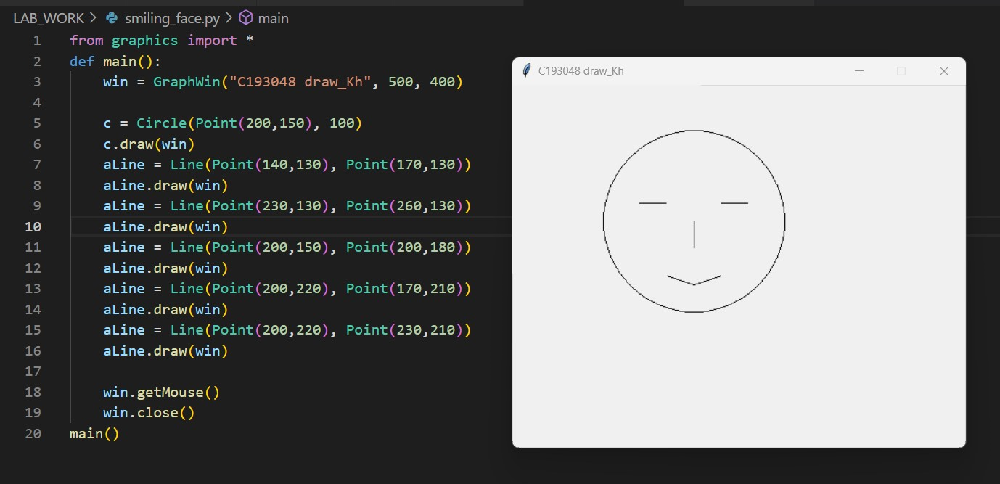 LAB_WORK > smiling_face.py > main
1 from graphics import *
2 def main():
3     win = GraphWin("C193048 draw_Kh", 500, 400)
4
5     c = Circle(Point(200,150), 100)
6     c.draw(win)
7     aLine = Line(Point(140,130), Point(170,130))
8     aLine.draw(win)
9     aLine = Line(Point(230,130), Point(260,130))
10     aLine.draw(win)
11     aLine = Line(Point(200,150), Point(200,180))
12     aLine.draw(win)
13     aLine = Line(Point(200,220), Point(170,210))
14     aLine.draw(win)
15     aLine = Line(Point(200,220), Point(230,210))
16     aLine.draw(win)
17
18     win.getMouse()
19     win.close()
20 main()
C193048 draw_Kh